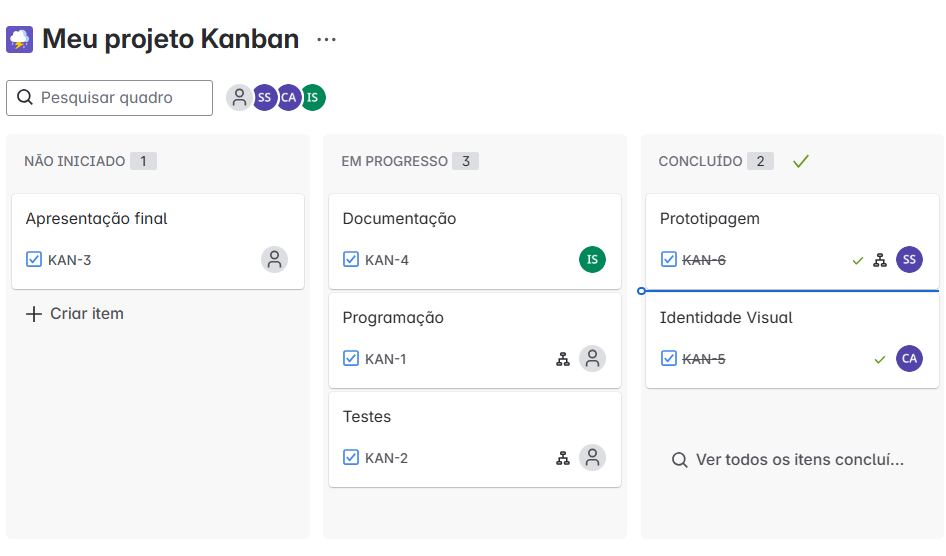 Meu projeto Kanban ...
Pesquisar quadro
SS CA IS
NÃO INICIADO 1
Apresentação final
KAN-3
Criar item
EM PROGRESSO 3
Documentação
KAN-4 IS
Programação
KAN-1
Testes
KAN-2
CONCLUÍDO 2
Prototipagem
KAN-6 SS
Identidade Visual
KAN-5 CA
Ver todos os itens concluí...